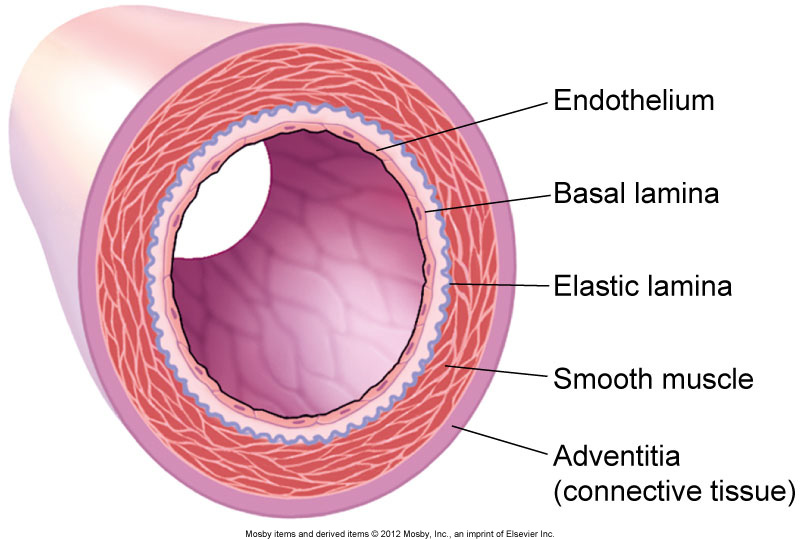 Endothelium
Basal lamina
Elastic lamina
Smooth muscle
Adventitia
(connective tissue)
Mosby items and derived items © 2012 Mosby, Inc., an imprint of Elsevier Inc.